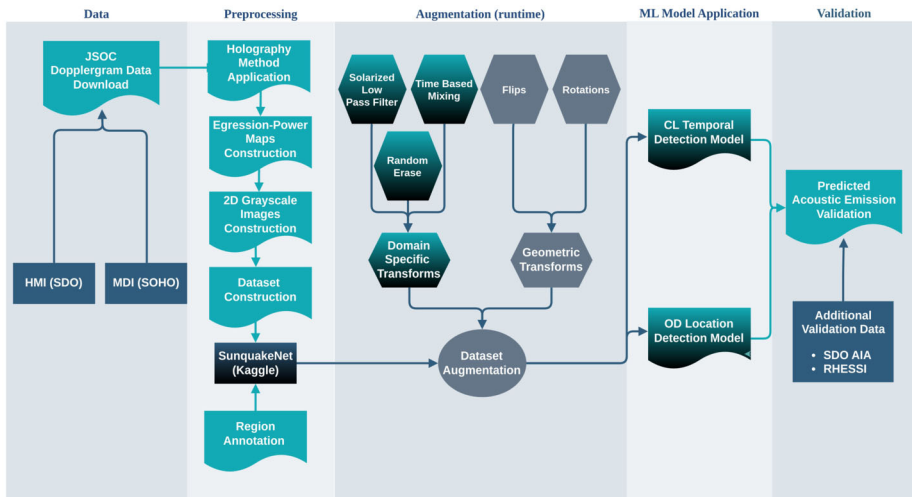 Data
Preprocessing
Augmentation (runtime)
ML Model Application
Validation
JSOC
Dopplergram Data
Download
HMI (SDO)
MDI (SOHO)
Holography
Method
Application
Egression-Power
Maps
Construction
2D Grayscale
Images
Construction
Dataset
Construction
SunquakeNet
(Kaggle)
Region
Annotation
Solarized
Low
Pass Filter
Time Based
Mixing
Flips
Rotations
Random
Erase
Domain
Specific
Transforms
Geometric
Transforms
Dataset
Augmentation
CL Temporal
Detection Model
OD Location
Detection Model
Predicted
Acoustic Emission
Validation
Additional
Validation Data
• SDO AIA
• RHESSI